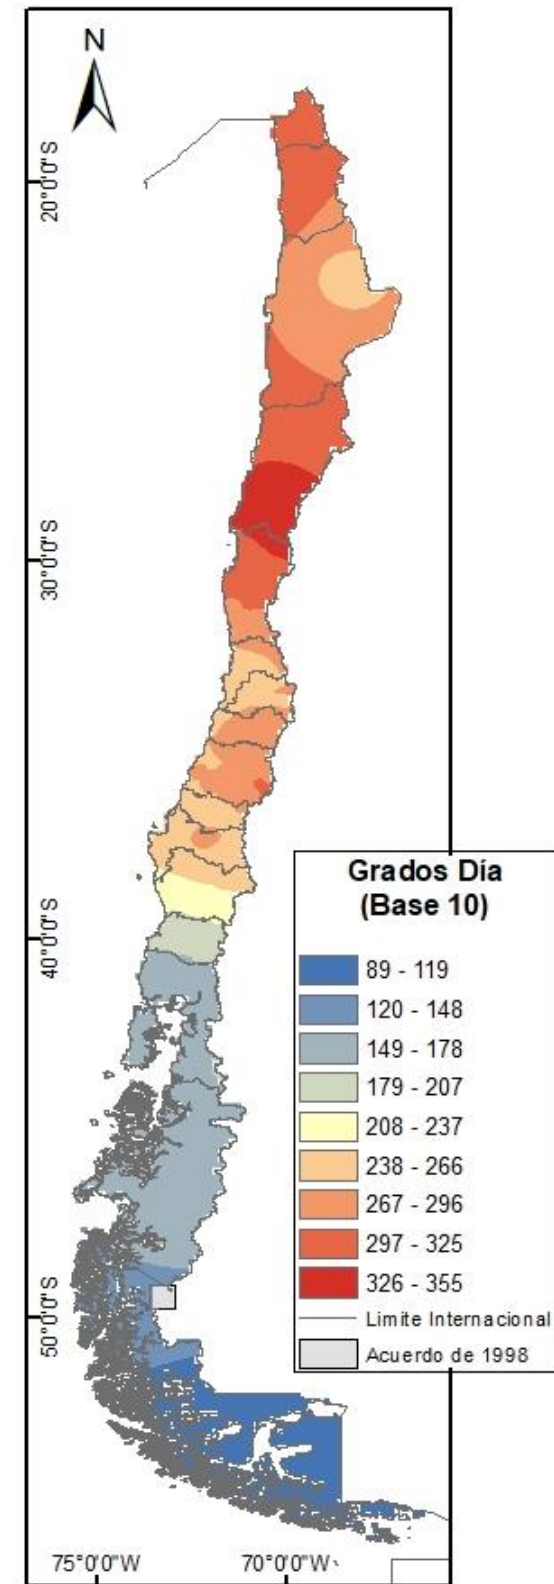 N
20°0'0"S
30°0'0"S
40°0'0"S
50°0'0"S
Grados Día
(Base 10)
89 - 119
120 - 148
149 - 178
179 - 207
208 - 237
238 - 266
267 - 296
297 - 325
326 - 355
Limite Internacional
Acuerdo de 1998
75°0'0"W
70°0'0"W